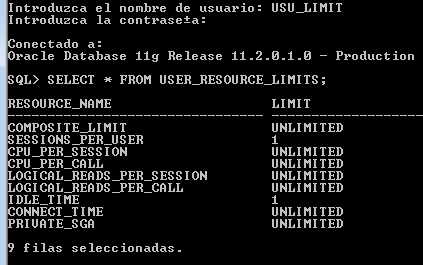 Introduzca el nombre de usuario: USU_LIMIT
Introduzca la contrase±a:
Conectado a:
Oracle Database 11g Release 11.2.0.1.0 - Production
SQL> SELECT * FROM USER_RESOURCE_LIMITS;
RESOURCE_NAME LIMIT
-------------------------------- --------------------
COMPOSITE_LIMIT UNLIMITED
SESSIONS_PER_USER 1
CPU_PER_SESSION UNLIMITED
CPU_PER_CALL UNLIMITED
LOGICAL_READS_PER_SESSION UNLIMITED
LOGICAL_READS_PER_CALL UNLIMITED
IDLE_TIME 1
CONNECT_TIME UNLIMITED
PRIVATE_SGA UNLIMITED
9 filas seleccionadas.